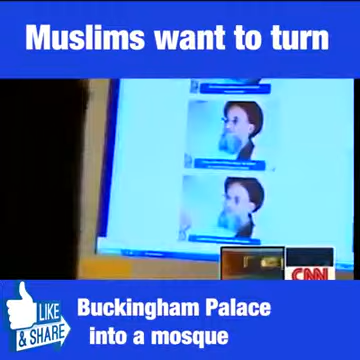 Muslims want to turn
CNN
LIKE
& SHARE
Buckingham Palace
into a mosque